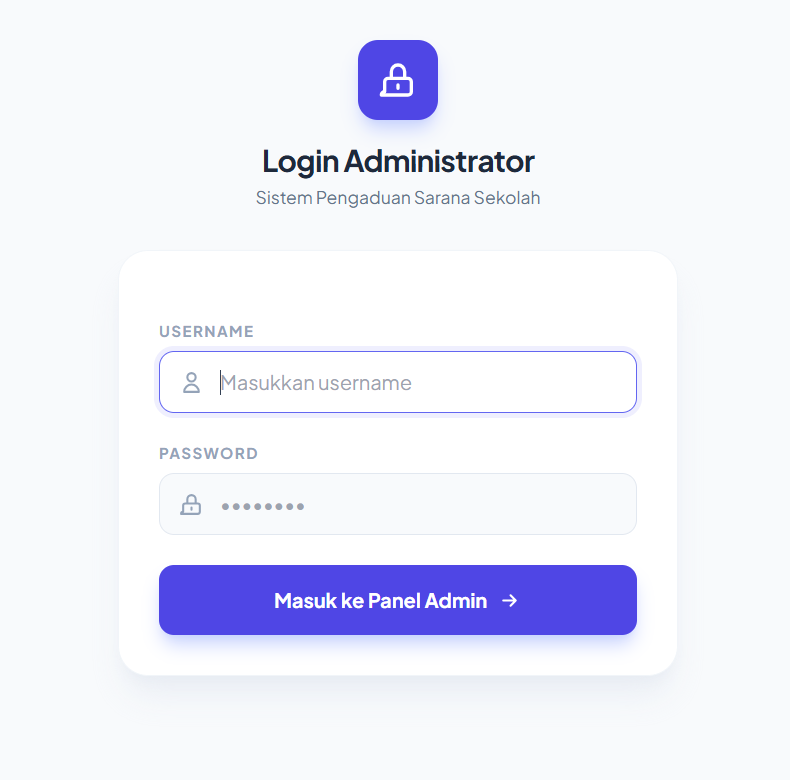 Login Administrator
Sistem Pengaduan Sarana Sekolah
USERNAME
Masukkan username
PASSWORD
••••••••
Masuk ke Panel Admin →